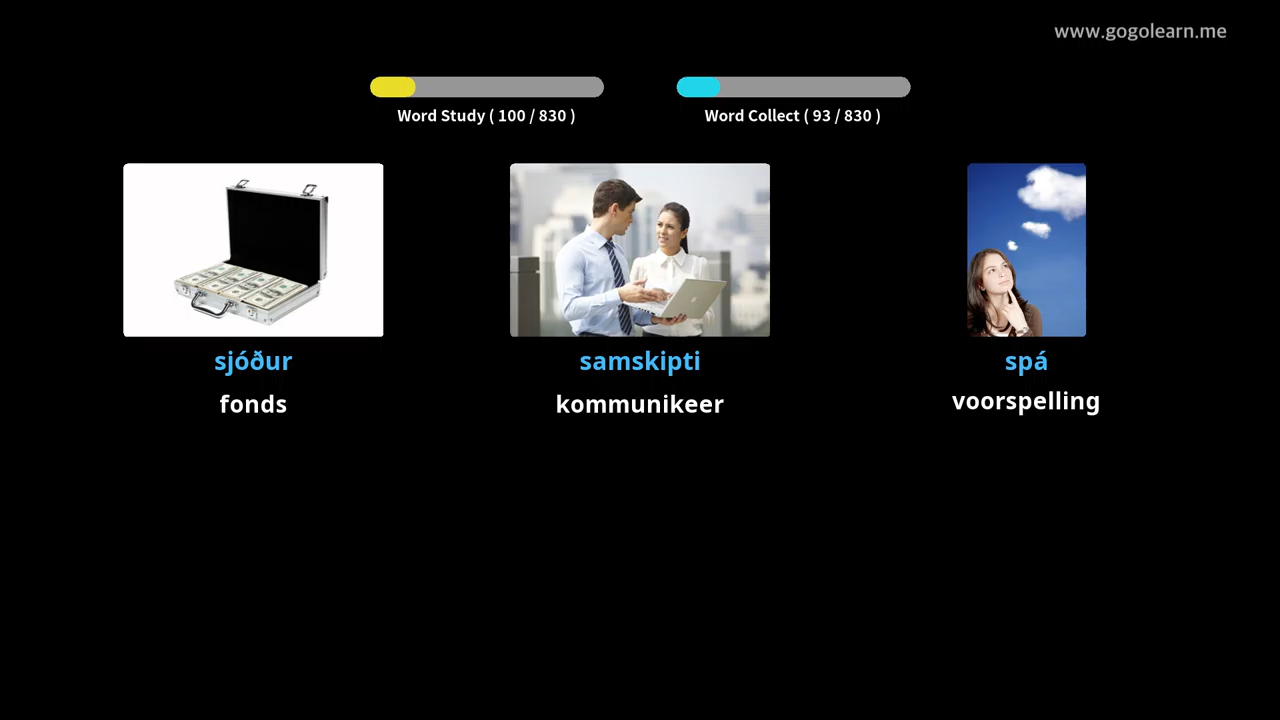 www.gogolearn.me
Word Study ( 100 / 830 )
Word Collect ( 93 / 830 )
sjóður
samskipti
spá
fonds
kommunikeer
voorspelling